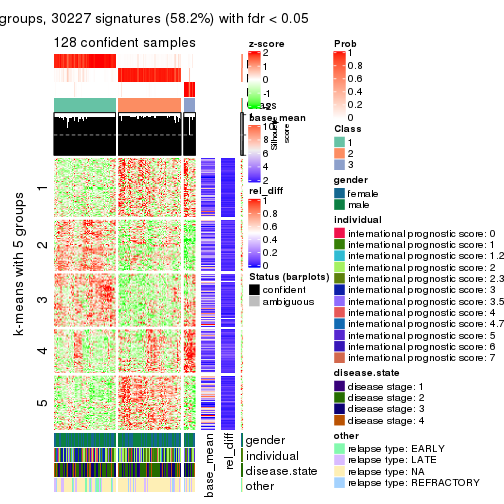 groups, 30227 signatures (58.2%) with fdr < 0.05
128 confident samples
k-means with 5 groups
1
2
3
4
5
base_mean
rel_diff
gender
individual
disease.state
other
z-score
2
1
0
-1
-2
base_mean
10
8
6
4
2
Silhouette
score
rel_diff
1
0.8
0.6
0.4
0.2
0
Status (barplots)
confident
ambiguous
Prob
1
0.8
0.6
0.4
0.2
0
Class
1
2
3
gender
female
male
individual
international prognostic score: 0
international prognostic score: 1
international prognostic score: 1.2
international prognostic score: 2
international prognostic score: 2.3
international prognostic score: 3
international prognostic score: 3.5
international prognostic score: 4
international prognostic score: 4.7
international prognostic score: 5
international prognostic score: 6
international prognostic score: 7
disease.state
disease stage: 1
disease stage: 2
disease stage: 3
disease stage: 4
other
relapse type: EARLY
relapse type: LATE
relapse type: NA
relapse type: REFRACTORY